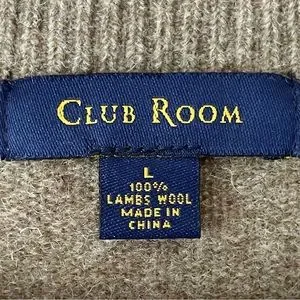 CLUB ROOM
L
100%
LAMBS WOOL
MADE IN
CHINA